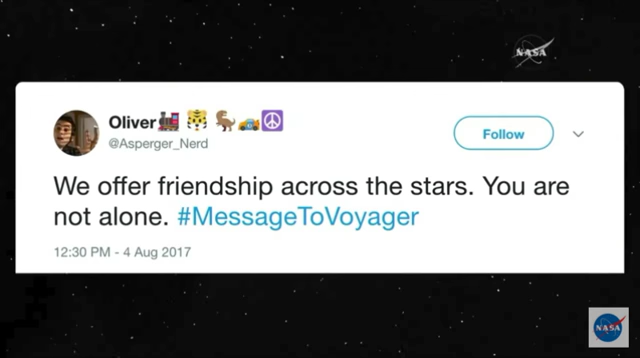 NASA
Oliver🚂🐯🦖🚕☮️
@Asperger_Nerd
Follow
We offer friendship across the stars. You are
not alone. #MessageToVoyager
12:30 PM - 4 Aug 2017
NASA